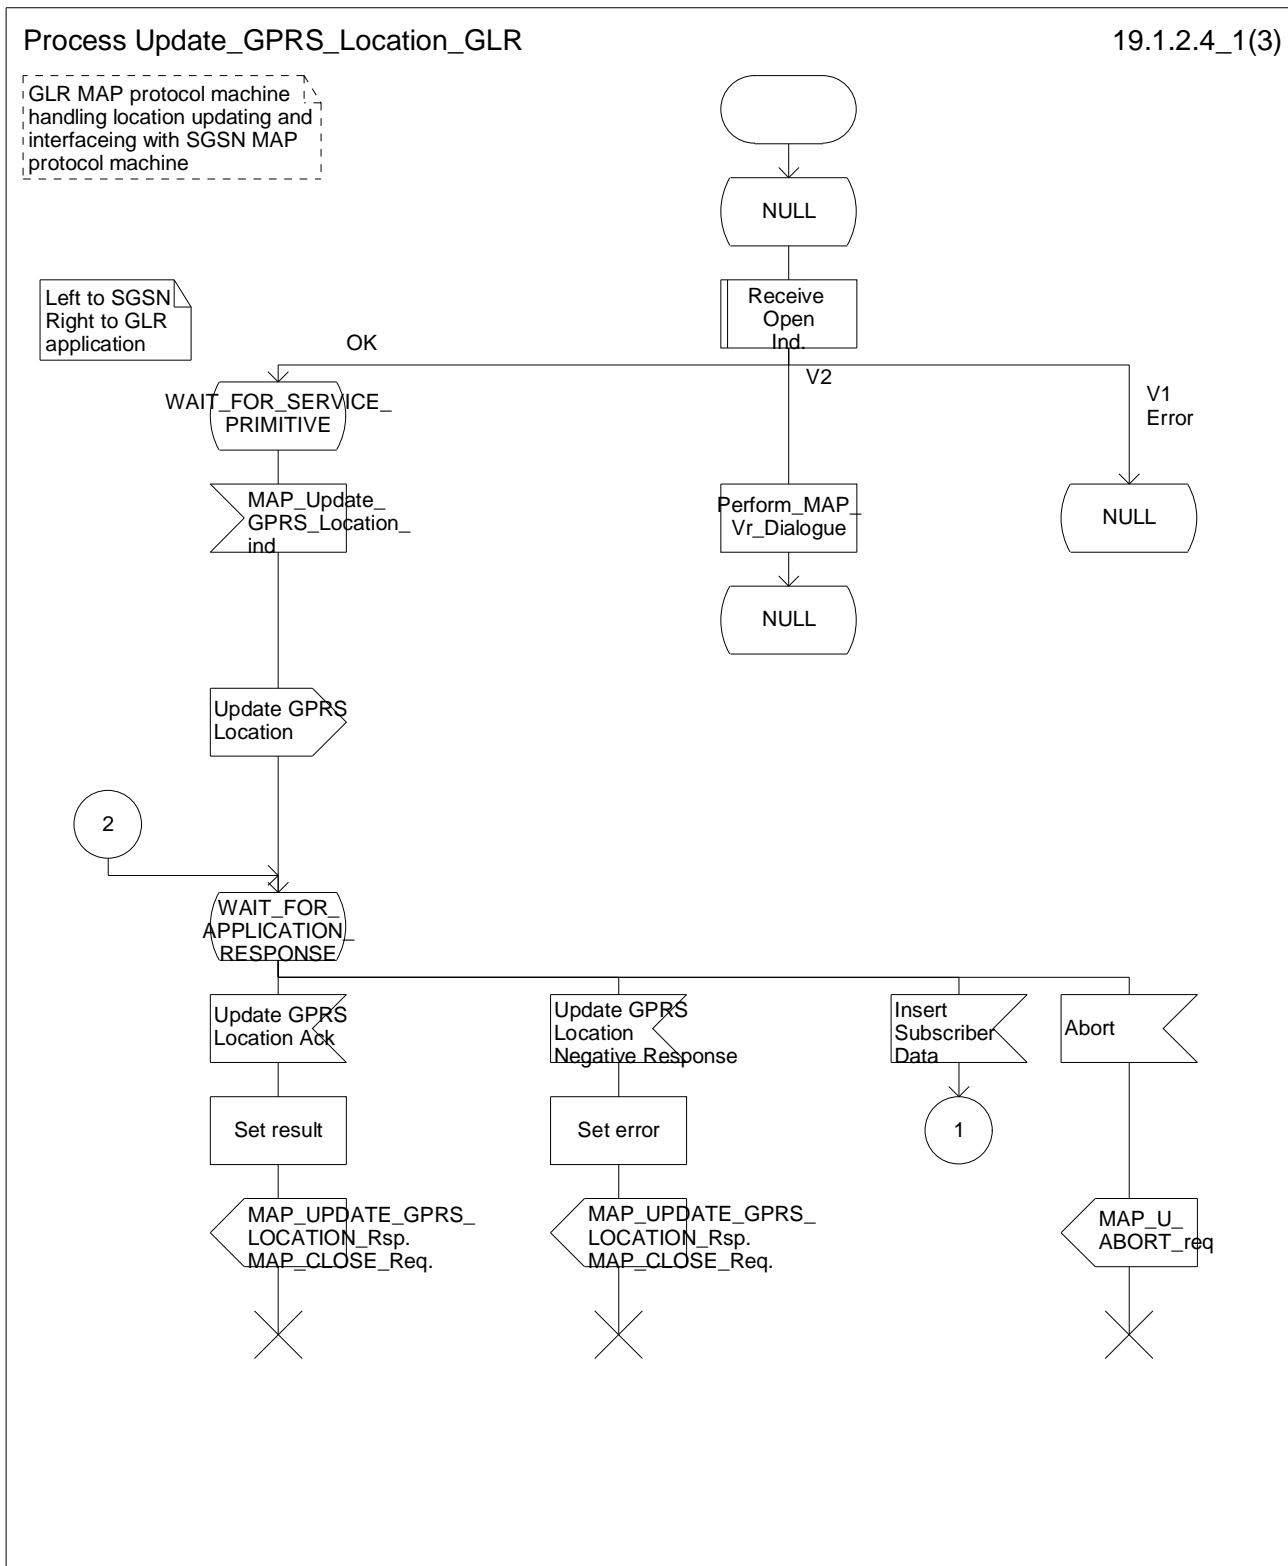 Process Update_GPRS_Location_GLR
19.1.2.4_1(3)
GLR MAP protocol machine
handling location updating and
interfaceing with SGSN MAP
protocol machine
NULL
Left to SGSN
Right to GLR
application
Receive
Open
Ind.
OK
V2
V1
Error
WAIT_FOR_SERVICE_
PRIMITIVE
MAP_Update_
GPRS_Location_
ind
Perform_MAP_
Vr_Dialogue
NULL
NULL
Update GPRS
Location
2
WAIT_FOR_
APPLICATION_
RESPONSE
Update GPRS
Location Ack
Update GPRS
Location
Negative Response
Insert
Subscriber
Data
Abort
Set result
Set error
1
MAP_UPDATE_GPRS_
LOCATION_Rsp.
MAP_CLOSE_Req.
MAP_UPDATE_GPRS_
LOCATION_Rsp.
MAP_CLOSE_Req.
MAP_U_
ABORT_req